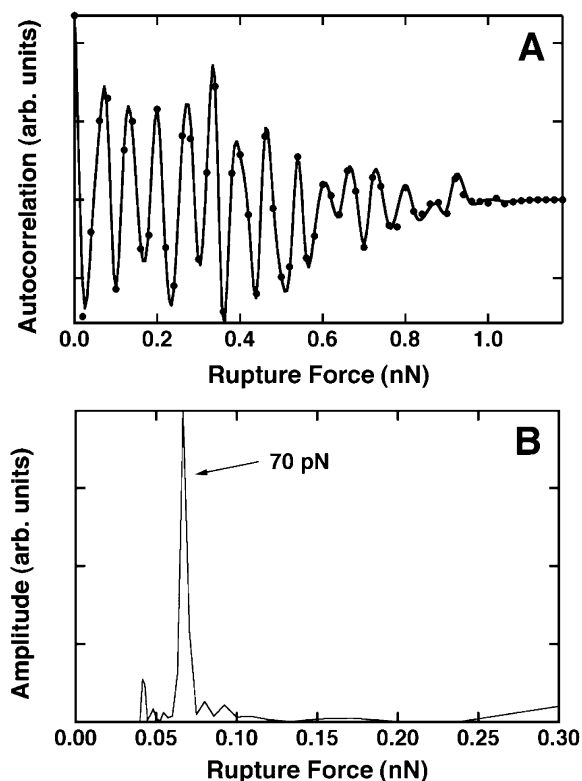 A
Autocorrelation (arb. units)
0.0 0.2 0.4 0.6 0.8 1.0
Rupture Force (nN)
B
70 pN
Amplitude (arb. units)
0.00 0.05 0.10 0.15 0.20 0.25 0.30
Rupture Force (nN)